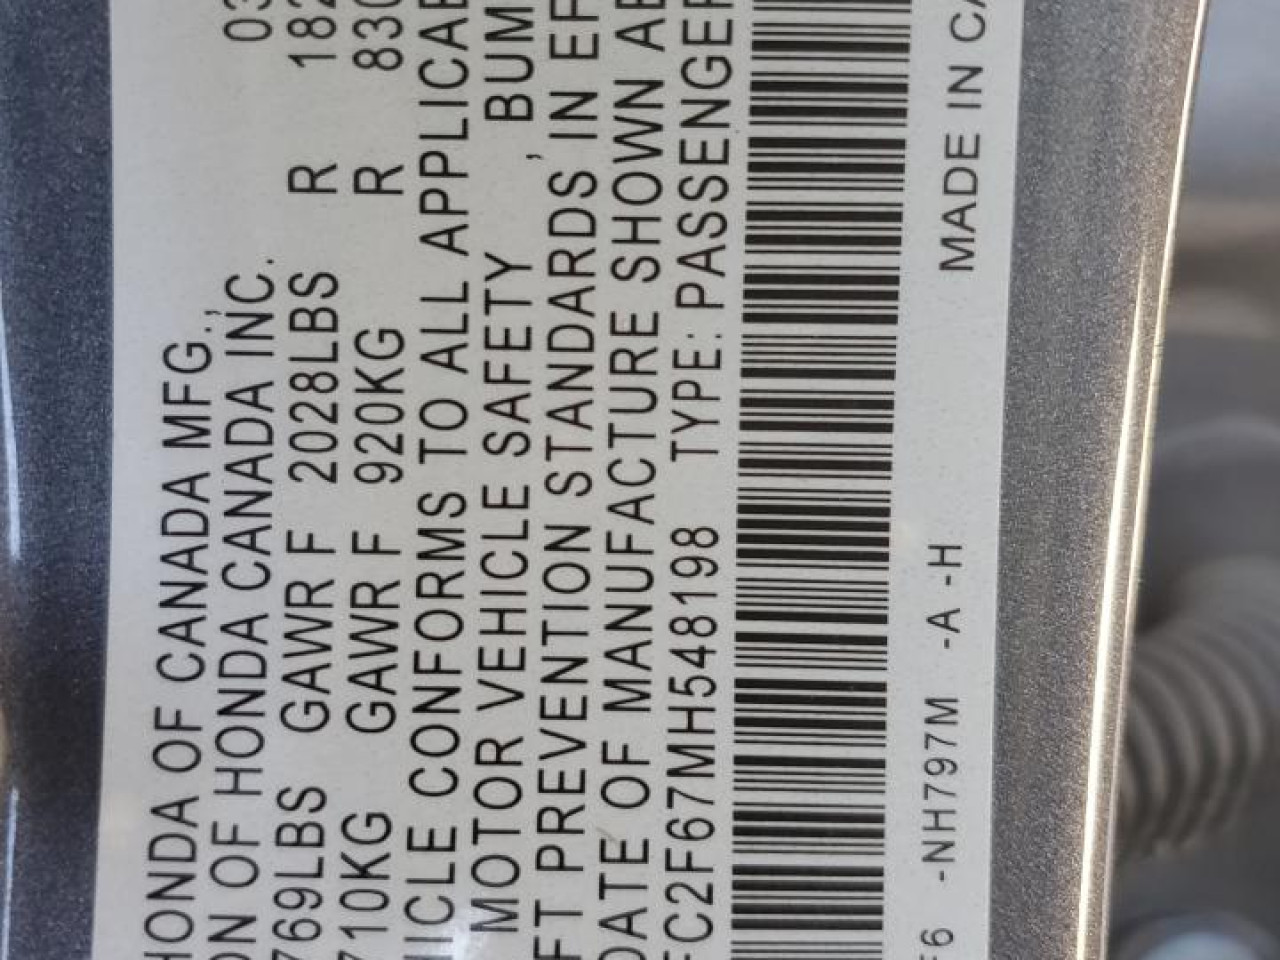 HONDA OF CANADA MFG.,
ON OF HONDA CANADA INC. 03
769LBS GAWR F 2028LBS R 182
710KG GAWR F 920KG R 830
ICLE CONFORMS TO ALL APPLICAB
MOTOR VEHICLE SAFETY, BUM
FT PREVENTION STANDARDS IN EF
DATE OF MANUFACTURE SHOWN AB
FC2F67MH548198 TYPE: PASSENGER
F6 -NH797M -A -H MADE IN CA